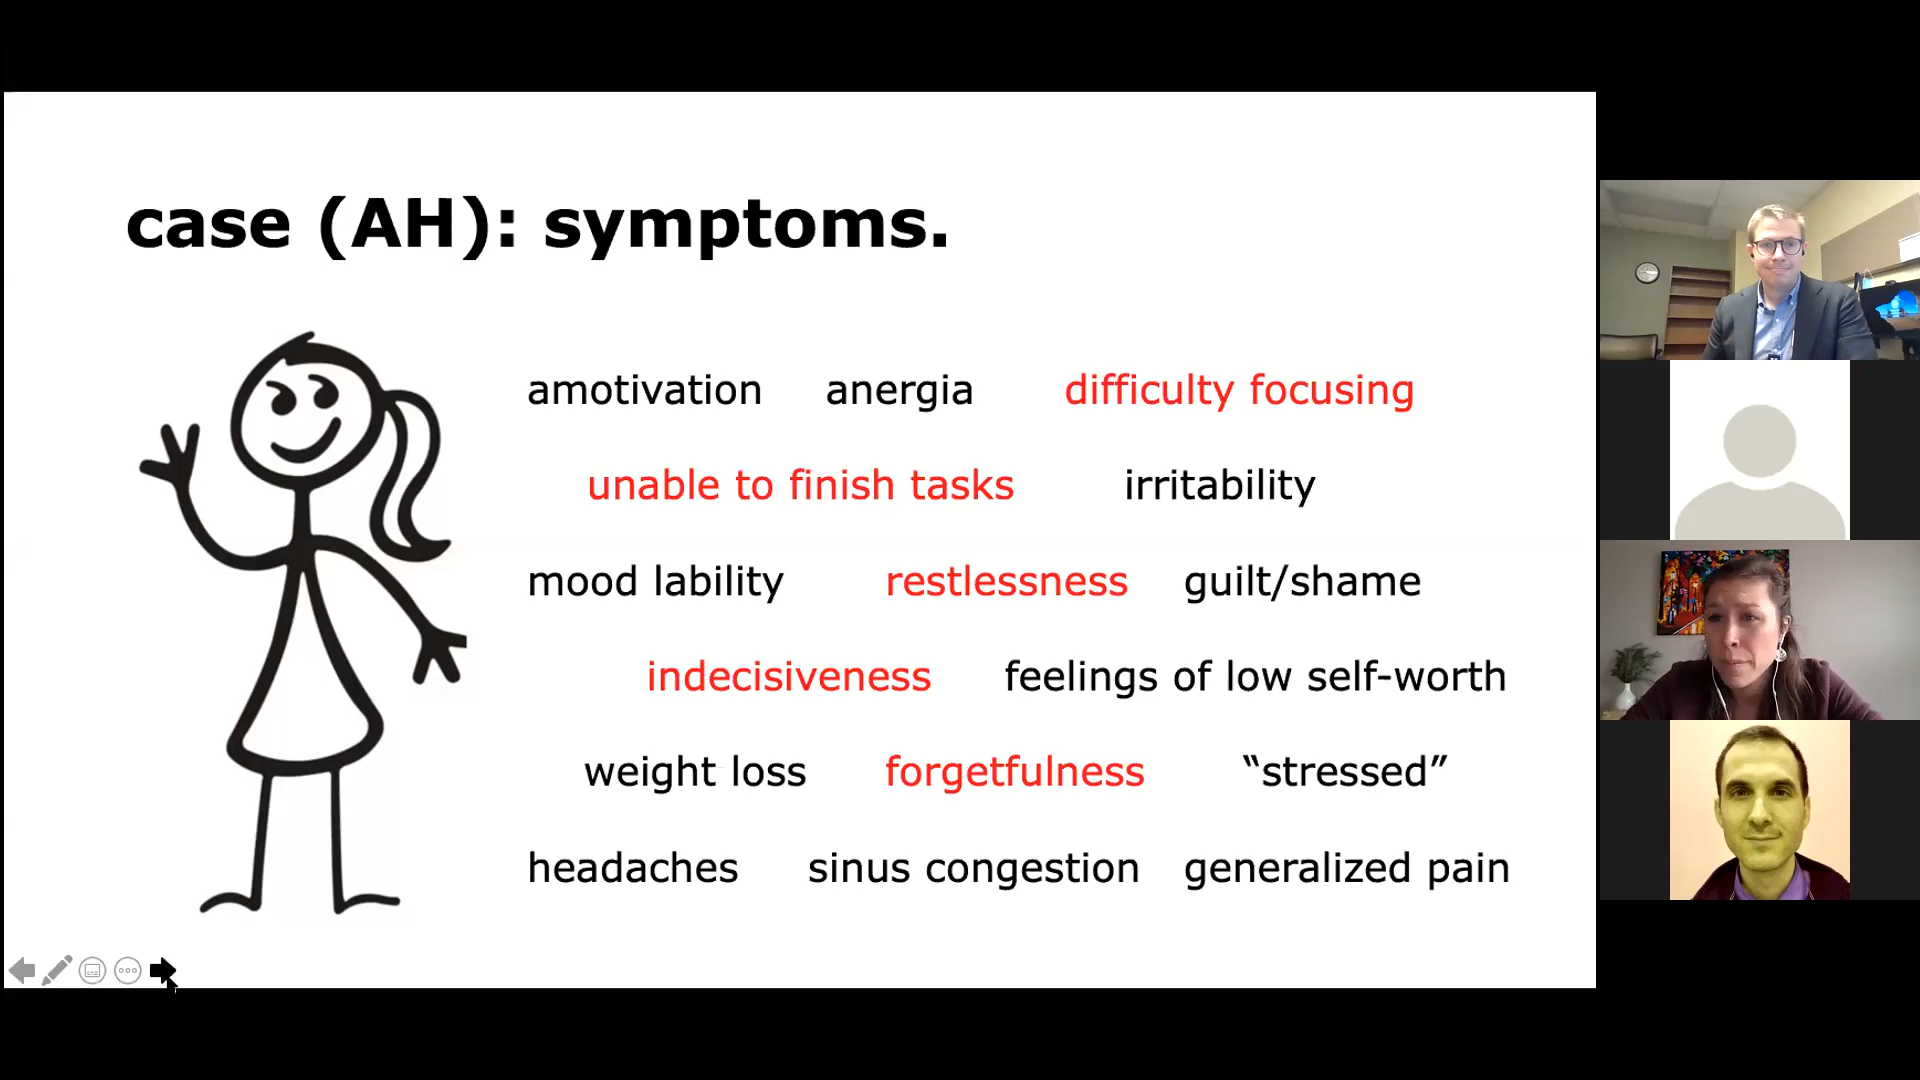 case (AH): symptoms.
amotivation anergia difficulty focusing
unable to finish tasks irritability
mood lability restlessness guilt/shame
indecisiveness feelings of low self-worth
weight loss forgetfulness “stressed”
headaches sinus congestion generalized pain